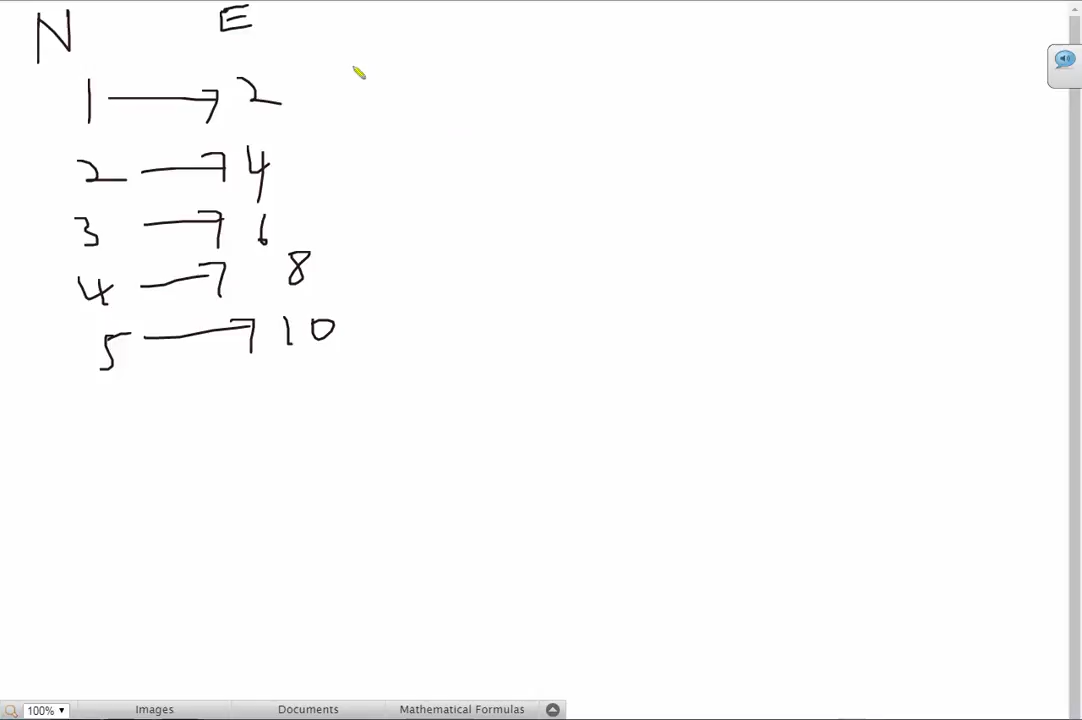 N E
1 → 2
2 → 4
3 → 6
4 → 8
5 → 10
100% ▼ Images Documents Mathematical Formulas